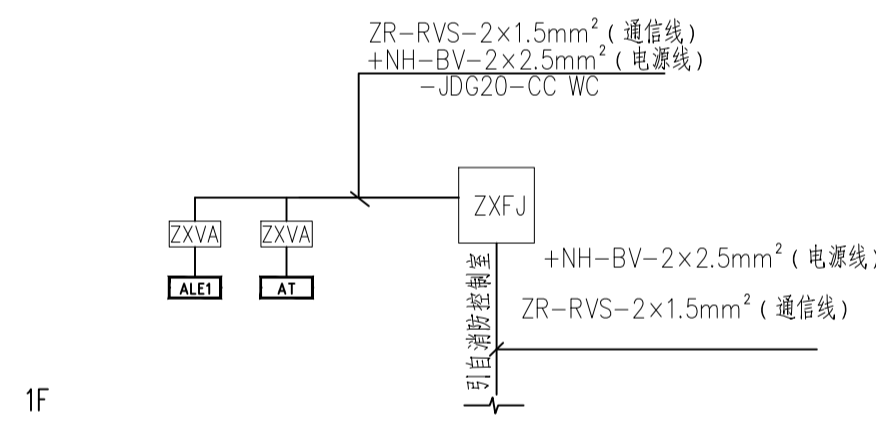 ZR-RVS-2×1.5mm²(通信线)
+NH-BV-2×2.5mm²(电源线)
-JDG20-CC WC
ZXFJ
ZXVA
ZXVA
ALE1
AT
引自消防控制室
+NH-BV-2×2.5mm²(电源线)
ZR-RVS-2×1.5mm²(通信线)
1F